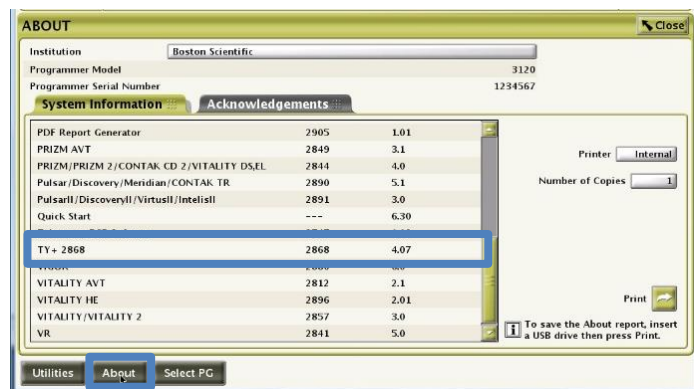 ABOUT
Close
Institution Boston Scientific
Programmer Model 3120
Programmer Serial Number 1234567
System Information Acknowledgements
PDF Report Generator 2905 1.01
PRIZM AVT 2849 3.1
PRIZM/PRIZM 2/CONTAK CD 2/VITALITY DS,EL 2844 4.0
Pulsar/Discovery/Meridian/CONTAK TR 2890 5.1
PulsarII/DiscoveryII/VirtusII/IntelisII 2891 3.0
Quick Start --- 6.30
TY+ 2868 2868 4.07
VITALITY AVT 2812 2.1
VITALITY HE 2896 2.01
VITALITY/VITALITY 2 2857 3.0
VR 2841 5.0
Printer Internal
Number of Copies 1
Print
To save the About report, insert
a USB drive then press Print.
Utilities About Select PG